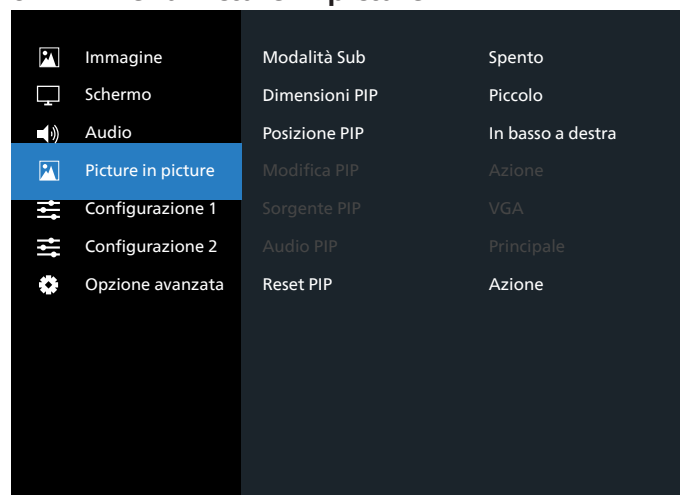 Immagine Modalità Sub Spento
Schermo Dimensioni PIP Piccolo
Audio Posizione PIP In basso a destra
Picture in picture Modifica PIP Azione
Configurazione 1 Sorgente PIP VGA
Configurazione 2 Audio PIP Principale
Opzione avanzata Reset PIP Azione